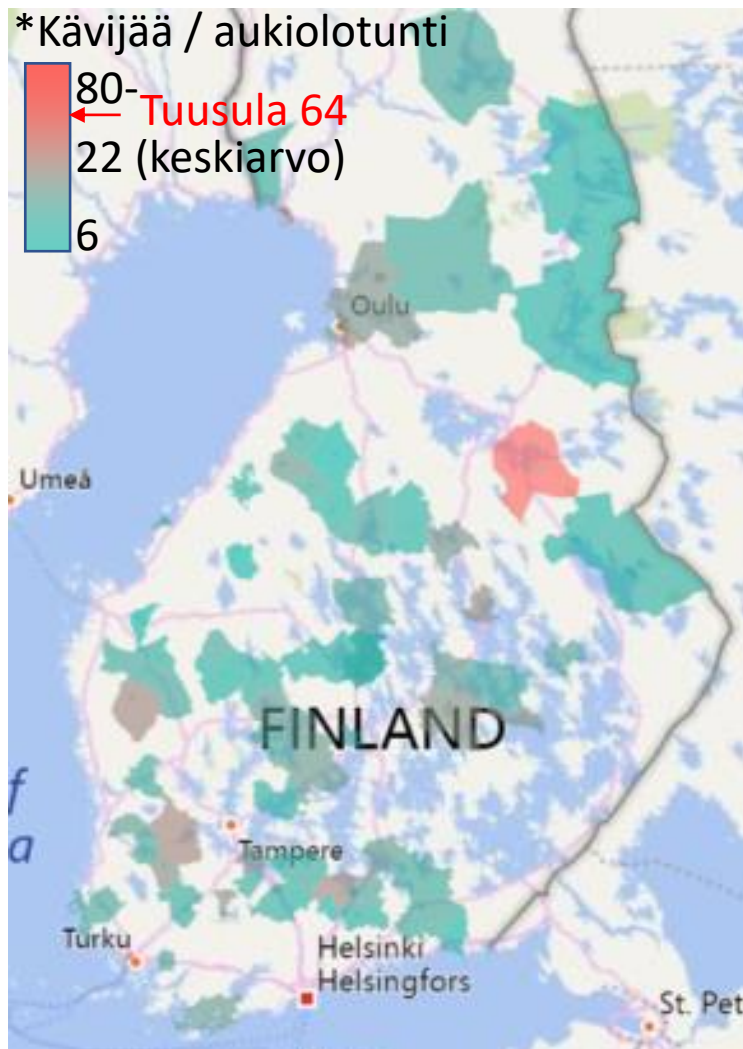 *Kävijää / aukiolotunti
80-
Tuusula 64
22 (keskiarvo)
6
Oulu
Umeå
FINLAND
f
a
Tampere
Turku
Helsinki
Helsingfors
St. Pet